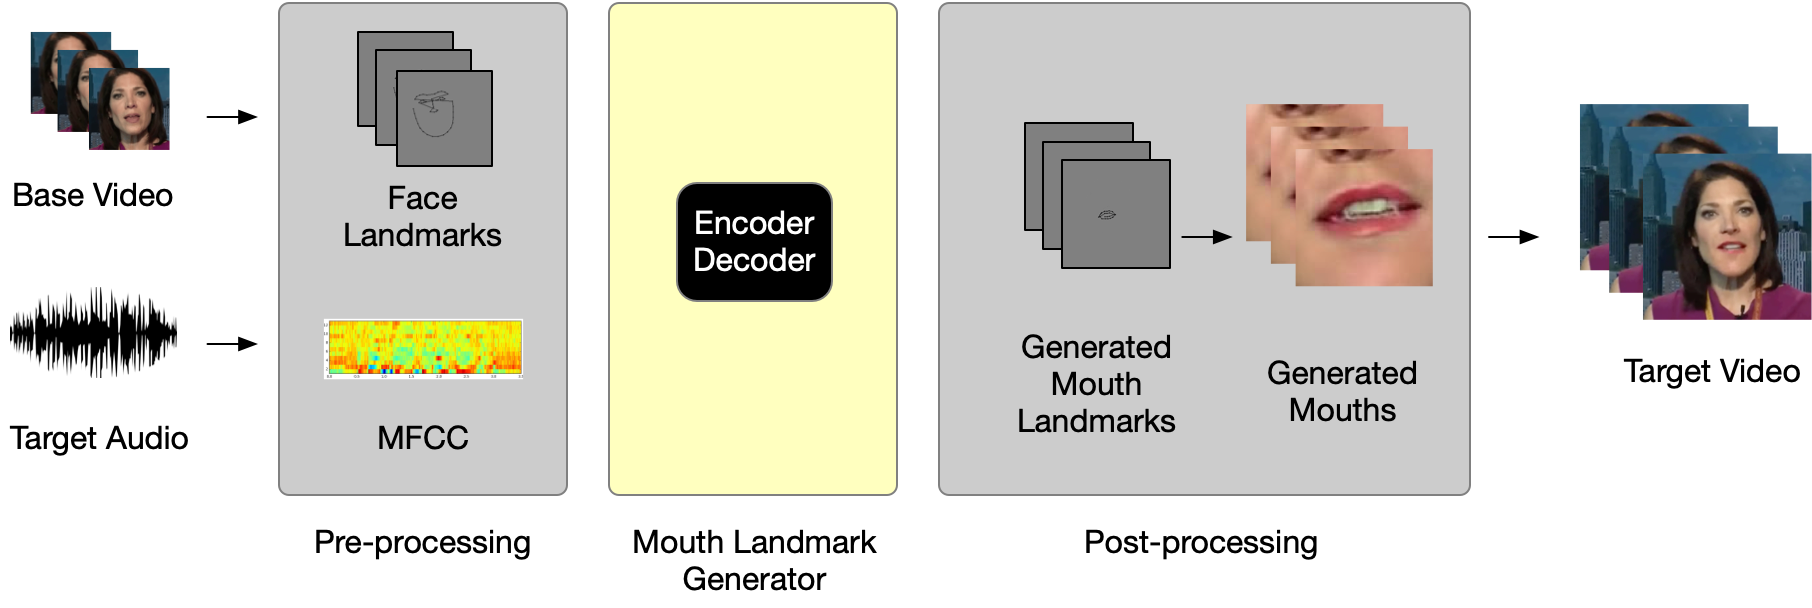 Base Video
Target Audio
Face
Landmarks
MFCC
Pre-processing
Encoder
Decoder
Mouth Landmark
Generator
Generated
Mouth
Landmarks
Generated
Mouths
Post-processing
Target Video